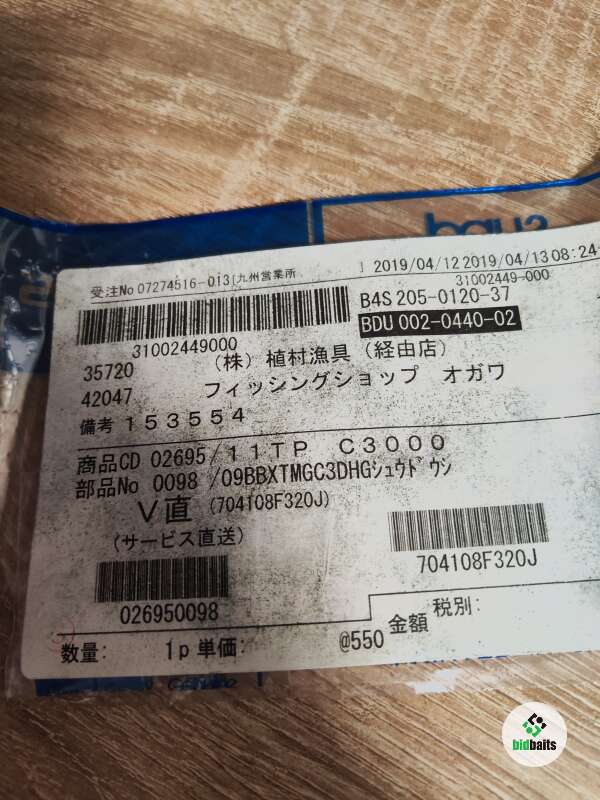 受注No 07274516-013[九州営業所
1 2019/04/12 2019/04/13 08:24
31002449-000
B4S 205-0120-37
BDU 002-0440-02
31002449000
35720 (株) 植村漁具 (経由店)
42047 フィッシングショップ オガワ
備考 153554
商品CD 02695/11TP C3000
部品No 0098 /09BBXTMGC3DHGシュウドウシ
V直 (704108F320J)
(サービス直送)
704108F320J
026950098
数量: 1p 単価: @550 金額 税別:
bidbaits